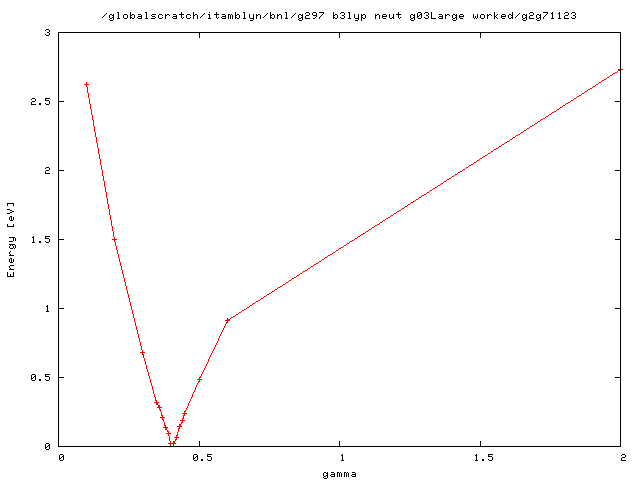 /globalscratch/itamblyn/bnl/g297 b3lyp neut g03Large worked/g2g71123
3
2.5
2
1.5
1
0.5
0
Energy [eV]
0 0.5 1 1.5 2
gamma